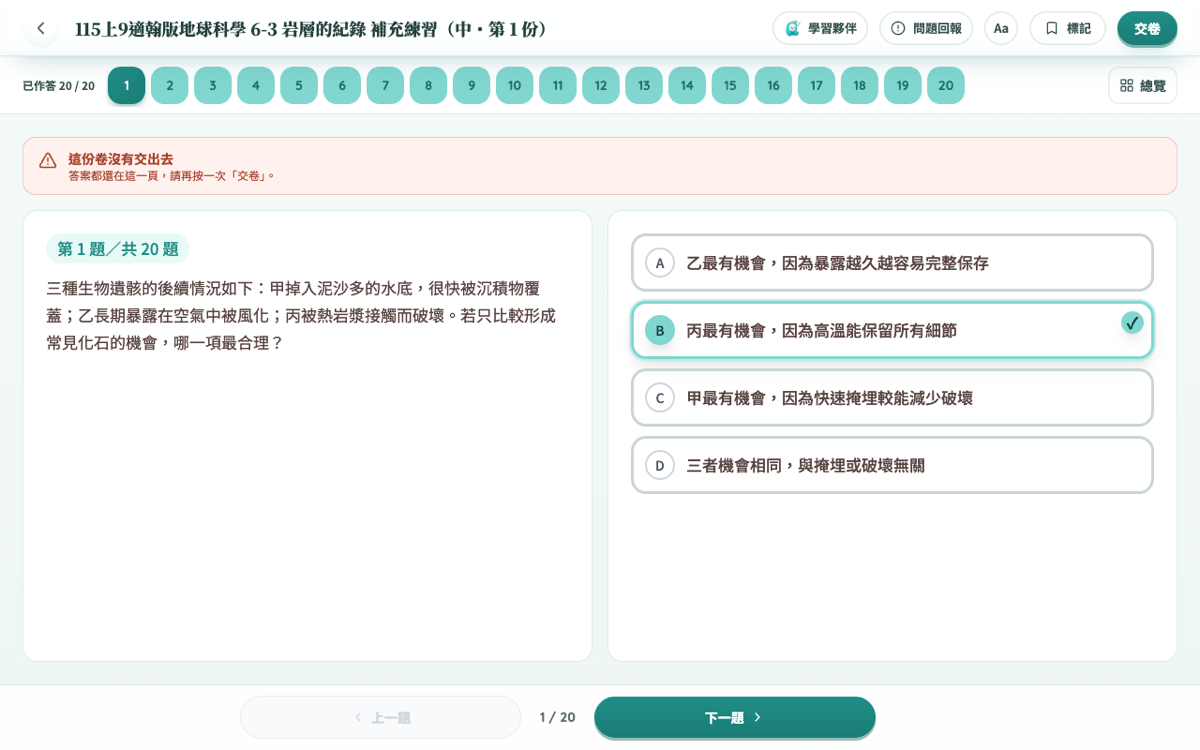 115上9適翰版地球科學 6-3 岩層的紀錄 補充練習（中・第 1 份）
學習夥伴
問題回報
Aa
標記
交卷
已作答 20 / 20
1 2 3 4 5 6 7 8 9 10 11 12 13 14 15 16 17 18 19 20
總覽
這份卷沒有交出去
答案都還在這一頁，請再按一次「交卷」。
第 1 題／共 20 題
三種生物遺骸的後續情況如下：甲掉入泥沙多的水底，很快被沉積物覆
蓋；乙長期暴露在空氣中被風化；丙被熱岩漿接觸而破壞。若只比較形成
常見化石的機會，哪一項最合理？
A 乙最有機會，因為暴露越久越容易完整保存
B 丙最有機會，因為高溫能保留所有細節
C 甲最有機會，因為快速掩埋較能減少破壞
D 三者機會相同，與掩埋或破壞無關
上一題
1 / 20
下一題